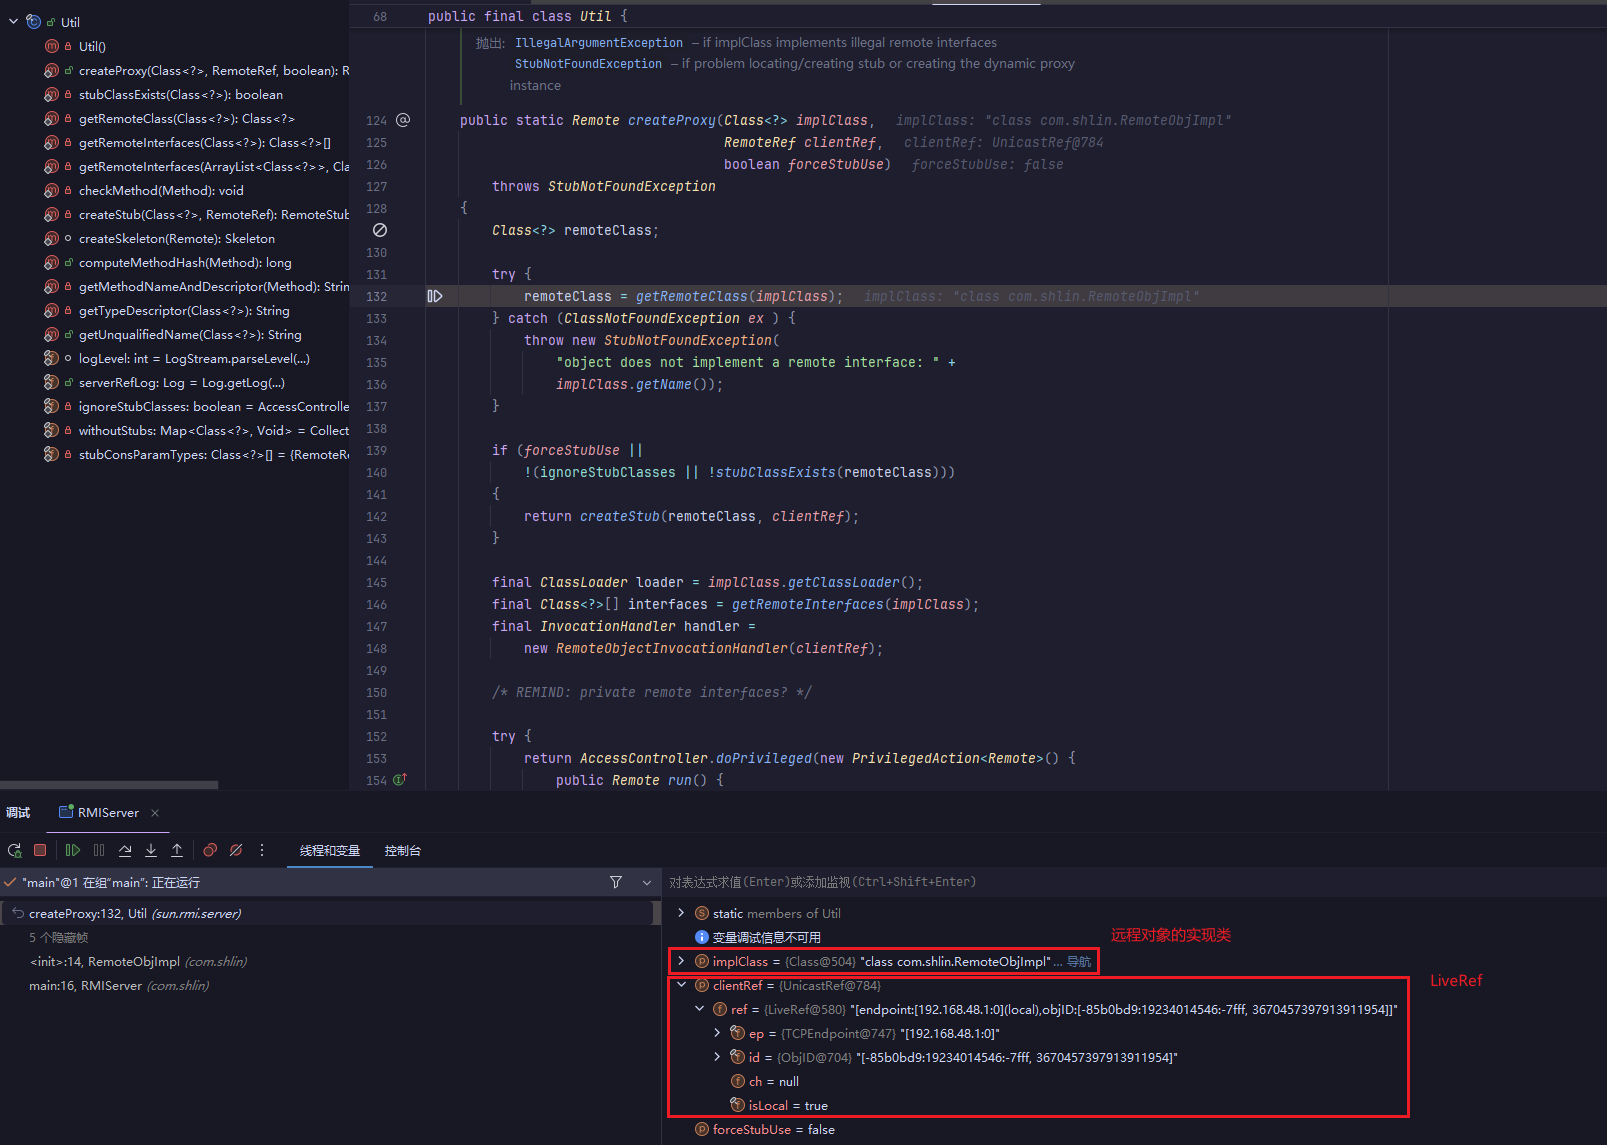 Util
Util()
createProxy(Class<?>, RemoteRef, boolean): R
stubClassExists(Class<?>): boolean
getRemoteClass(Class<?>): Class<?>
getRemoteInterfaces(Class<?>): Class<?>[]
getRemoteInterfaces(ArrayList<Class<?>>, Cla
checkMethod(Method): void
createStub(Class<?>, RemoteRef): RemoteStub
createSkeleton(Remote): Skeleton
computeMethodHash(Method): long
getMethodNameAndDescriptor(Method): Strin
getTypeDescriptor(Class<?>): String
getUnqualifiedName(Class<?>): String
logLevel: int = LogStream.parseLevel(...)
serverRefLog: Log = Log.getLog(...)
ignoreStubClasses: boolean = AccessControlle
withoutStubs: Map<Class<?>, Void> = Collect
stubConsParamTypes: Class<?>[] = {RemoteRe
68 public final class Util {
抛出: IllegalArgumentException – if implClass implements illegal remote interfaces
StubNotFoundException – if problem locating/creating stub or creating the dynamic proxy
instance
124 @ public static Remote createProxy(Class<?> implClass, implClass: "class com.shlin.RemoteObjImpl"
125 RemoteRef clientRef, clientRef: UnicastRef@784
126 boolean forceStubUse) forceStubUse: false
127 throws StubNotFoundException
128 {
Class<?> remoteClass;
130
131 try {
132 remoteClass = getRemoteClass(implClass); implClass: "class com.shlin.RemoteObjImpl"
133 } catch (ClassNotFoundException ex ) {
134 throw new StubNotFoundException(
135 "object does not implement a remote interface: " +
136 implClass.getName());
137 }
138
139 if (forceStubUse ||
140 !(ignoreStubClasses || !stubClassExists(remoteClass)))
141 {
142 return createStub(remoteClass, clientRef);
143 }
144
145 final ClassLoader loader = implClass.getClassLoader();
146 final Class<?>[] interfaces = getRemoteInterfaces(implClass);
147 final InvocationHandler handler =
148 new RemoteObjectInvocationHandler(clientRef);
149
150 /* REMIND: private remote interfaces? */
151
152 try {
153 return AccessController.doPrivileged(new PrivilegedAction<Remote>() {
154 public Remote run() {
调试 RMIServer
线程和变量 控制台
"main"@1 在组"main": 正在运行
createProxy:132, Util (sun.rmi.server)
5 个隐藏帧
<init>:14, RemoteObjImpl (com.shlin)
main:16, RMIServer (com.shlin)
对表达式求值(Enter)或添加监视(Ctrl+Shift+Enter)
static members of Util
变量调试信息不可用
远程对象的实现类
implClass = {Class@504} "class com.shlin.RemoteObjImpl"... 导航
LiveRef
clientRef = {UnicastRef@784}
ref = {LiveRef@580} "[endpoint:[192.168.48.1:0](local),objID:[-85b0bd9:19234014546:-7fff, 3670457397913911954]]"
ep = {TCPEndpoint@747} "[192.168.48.1:0]"
id = {ObjID@704} "[-85b0bd9:19234014546:-7fff, 3670457397913911954]"
ch = null
isLocal = true
forceStubUse = false